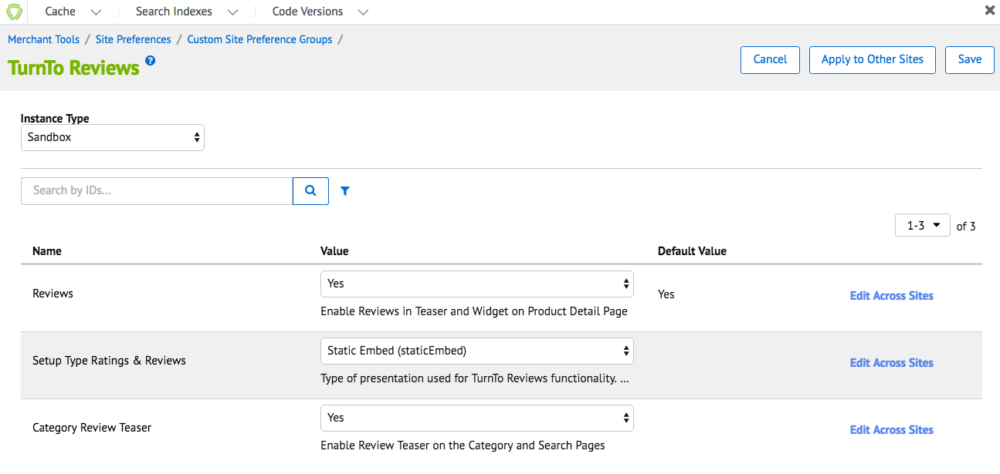 Cache Search Indexes Code Versions
Merchant Tools / Site Preferences / Custom Site Preference Groups /
TurnTo Reviews ?
Cancel Apply to Other Sites Save
Instance Type
Sandbox
Search by IDs...
1-3 of 3
Name Value Default Value
Reviews Yes Yes Edit Across Sites
Enable Reviews in Teaser and Widget on Product Detail Page
Setup Type Ratings & Reviews Static Embed (staticEmbed) Edit Across Sites
Type of presentation used for TurnTo Reviews functionality. ...
Category Review Teaser Yes Edit Across Sites
Enable Review Teaser on the Category and Search Pages